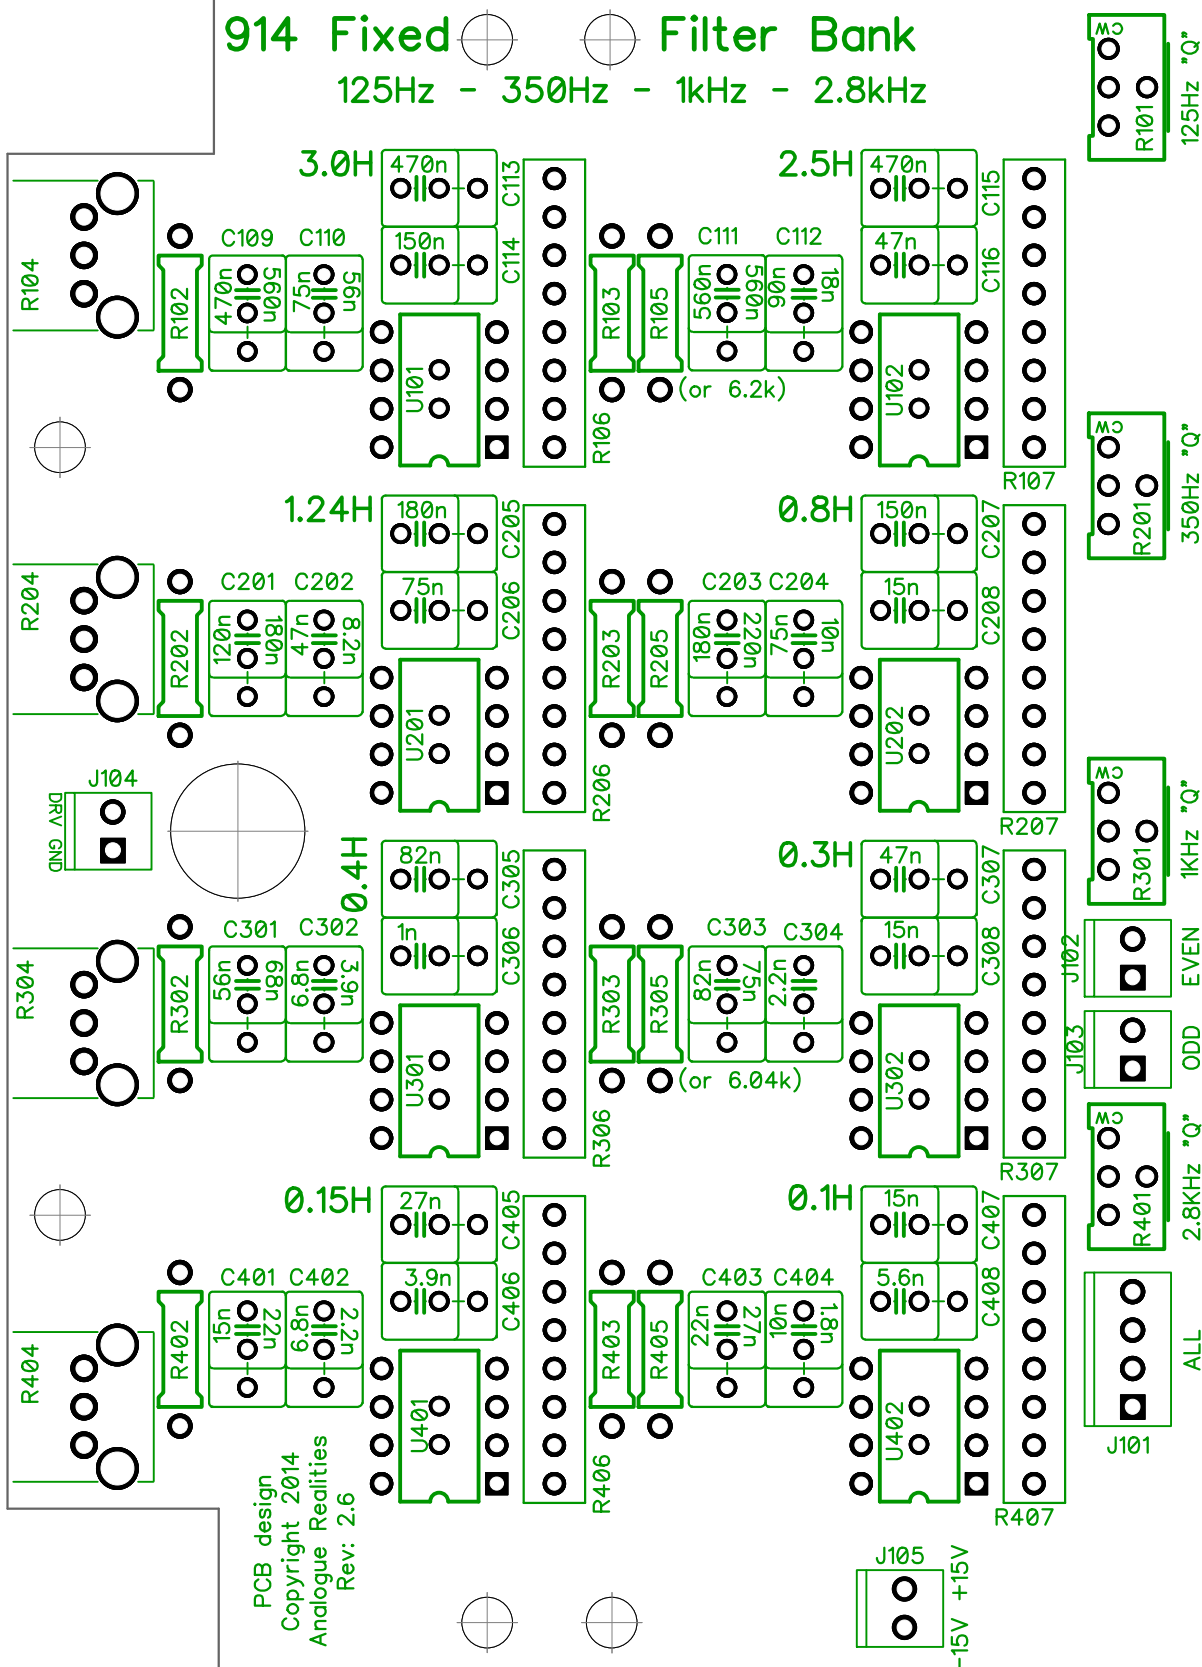 914 Fixed Filter Bank
125Hz - 350Hz - 1kHz - 2.8kHz
CW
R101
125Hz "Q"
3.0H
470n
C113
150n
C114
2.5H
470n
C115
47n
C116
R104
R102
C109
470n
560n
C110
75n
56n
U101
R106
R103
R105
C111
560n
560n
C112
90n
18n
(or 6.2k)
U102
R107
CW
R201
350Hz "Q"
1.24H
180n
C205
75n
C206
0.8H
150n
C207
15n
C208
R204
R202
C201
120n
180n
C202
47n
8.2n
U201
R206
R203
R205
C203
180n
220n
C204
75n
10n
U202
R207
J104
DRV GND
CW
R301
1KHz "Q"
0.4H
82n
C305
1n
C306
0.3H
47n
C307
15n
C308
J102
EVEN
J103
ODD
R304
R302
C301
56n
68n
C302
6.8n
3.9n
U301
R306
R303
R305
C303
82n
75n
C304
2.2n
(or 6.04k)
U302
R307
CW
R401
2.8KHz "Q"
0.15H
27n
C405
3.9n
C406
0.1H
15n
C407
5.6n
C408
R404
R402
C401
15n
22n
C402
6.8n
2.2n
U401
R406
R403
R405
C403
22n
27n
C404
10n
1.8n
U402
R407
ALL
J101
PCB design
Copyright 2014
Analogue Realities
Rev: 2.6
J105
-15V +15V